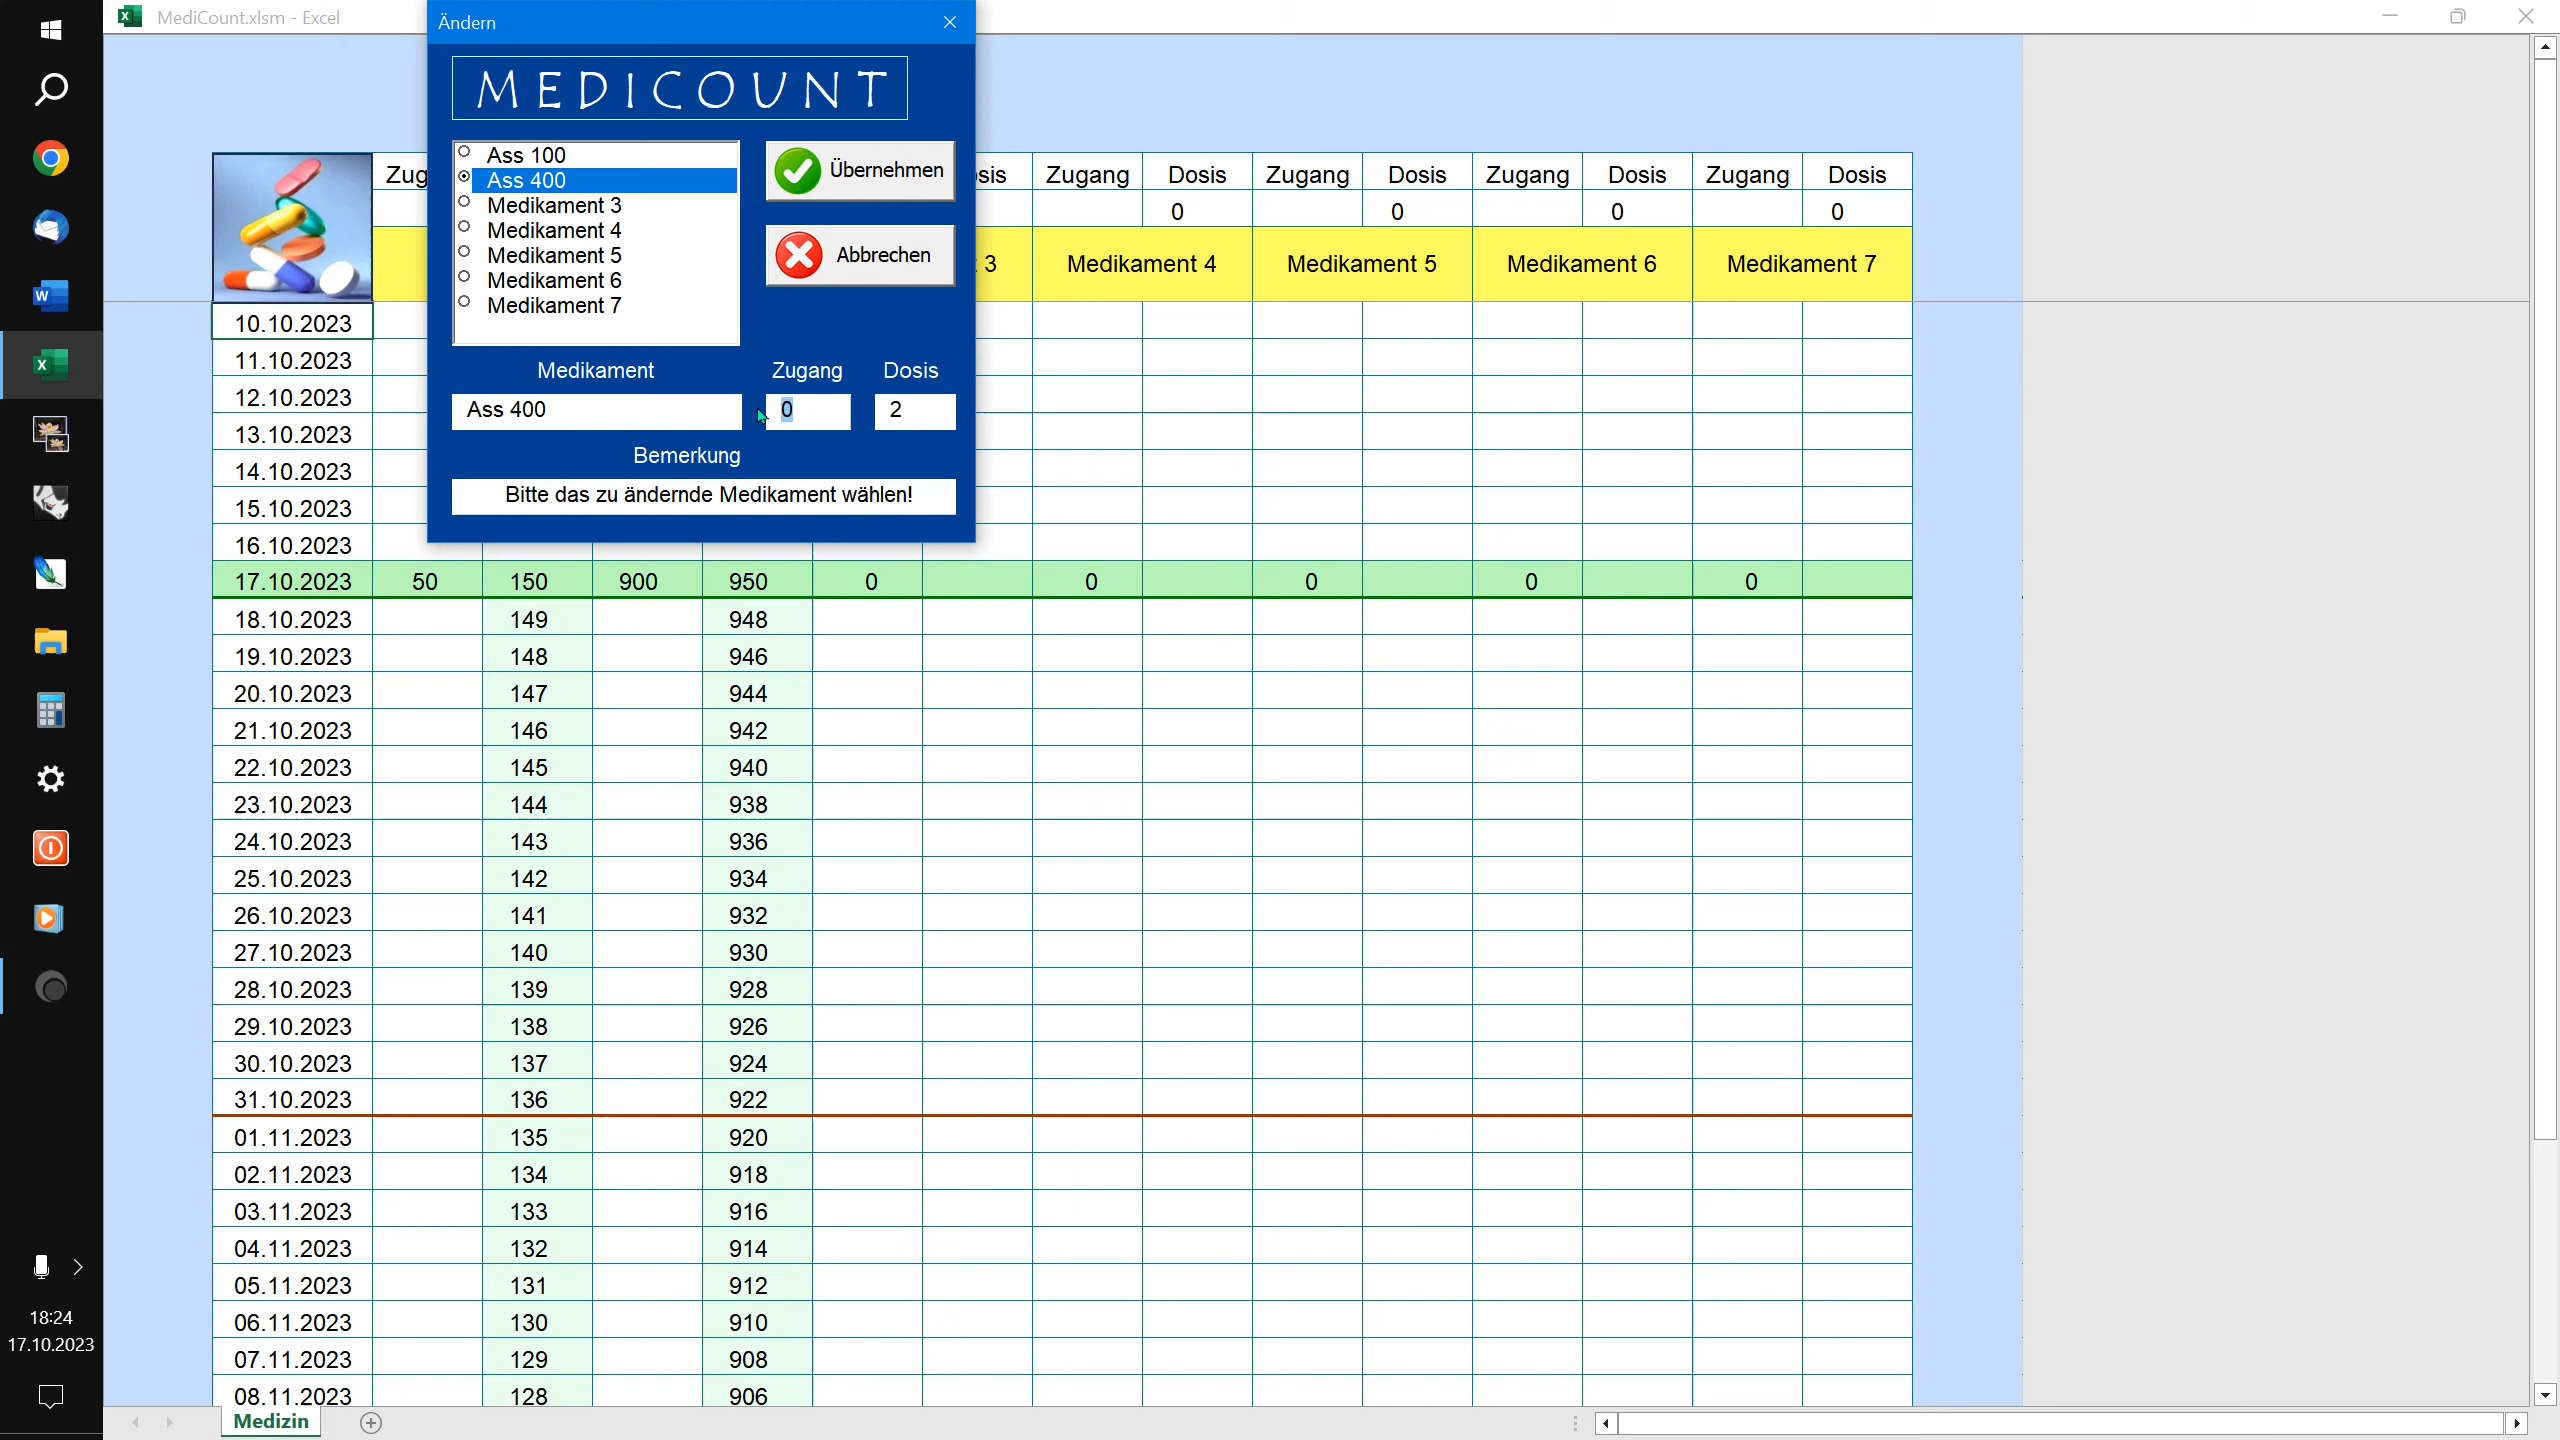 MediCount.xlsm - Excel
Ändern
MEDICOUNT
Ass 100
Ass 400
Medikament 3
Medikament 4
Medikament 5
Medikament 6
Medikament 7
Übernehmen
Abbrechen
Medikament Zugang Dosis
Ass 400 0 2
Bemerkung
Bitte das zu ändernde Medikament wählen!
Zug sis Zugang Dosis Zugang Dosis Zugang Dosis Zugang Dosis
0 0 0 0
3 Medikament 4 Medikament 5 Medikament 6 Medikament 7
10.10.2023
11.10.2023
12.10.2023
13.10.2023
14.10.2023
15.10.2023
16.10.2023
17.10.2023 50 150 900 950 0 0 0 0 0
18.10.2023 149 948
19.10.2023 148 946
20.10.2023 147 944
21.10.2023 146 942
22.10.2023 145 940
23.10.2023 144 938
24.10.2023 143 936
25.10.2023 142 934
26.10.2023 141 932
27.10.2023 140 930
28.10.2023 139 928
29.10.2023 138 926
30.10.2023 137 924
31.10.2023 136 922
01.11.2023 135 920
02.11.2023 134 918
03.11.2023 133 916
04.11.2023 132 914
05.11.2023 131 912
06.11.2023 130 910
07.11.2023 129 908
08.11.2023 128 906
Medizin
18:24
17.10.2023